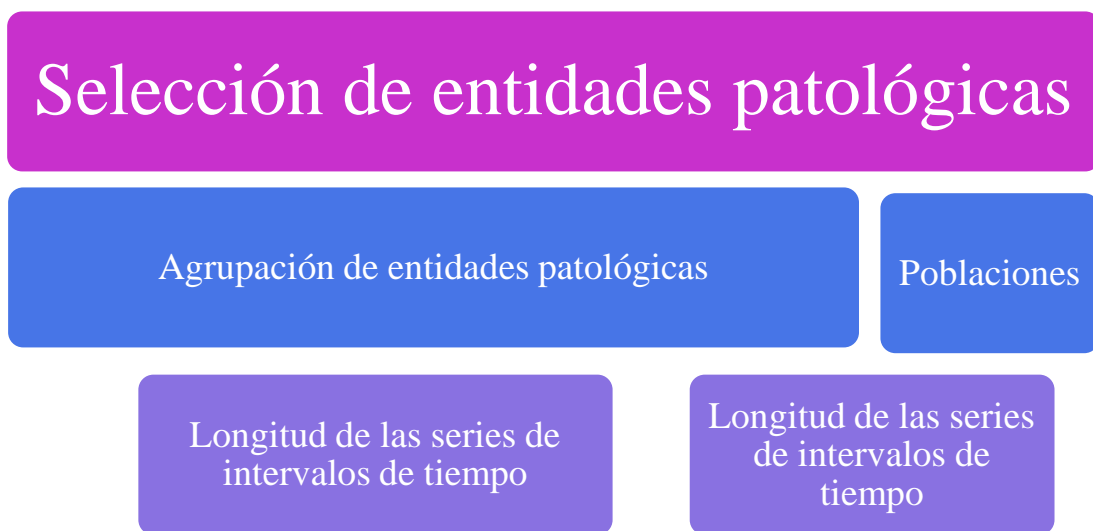 Selección de entidades patológicas
Agrupación de entidades patológicas
Poblaciones
Longitud de las series de
intervalos de tiempo
Longitud de las series
de intervalos de
tiempo